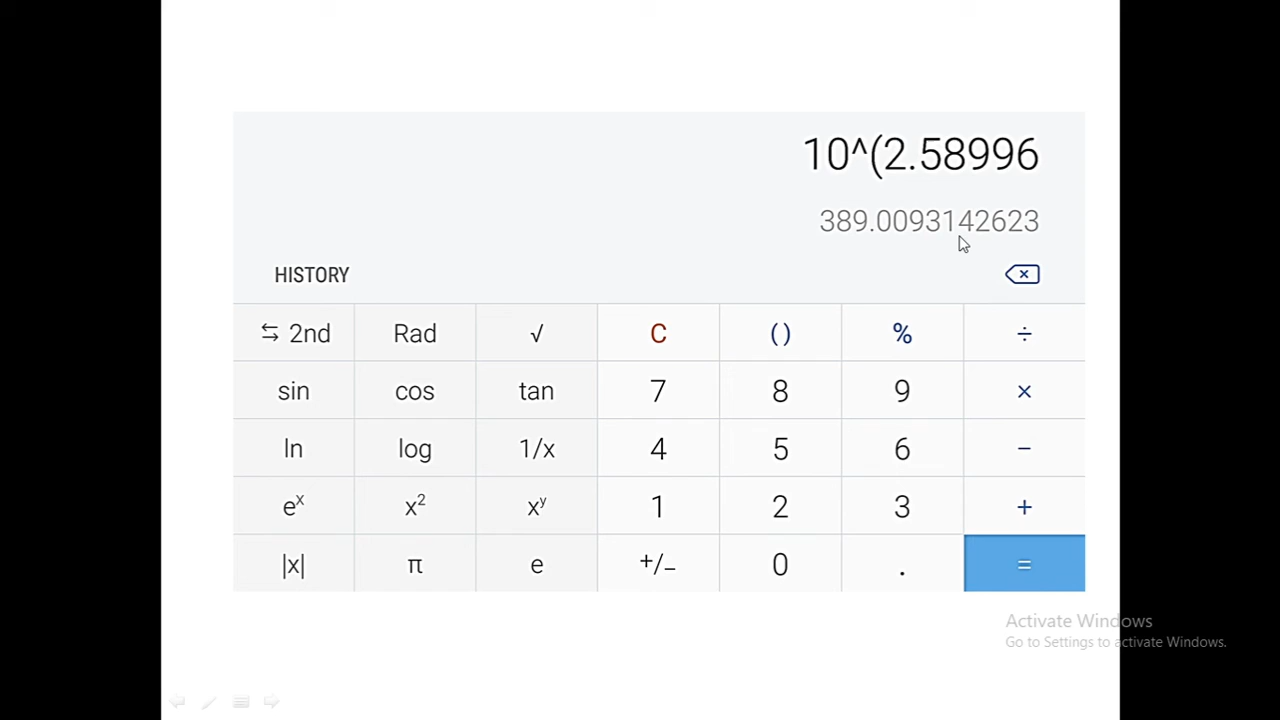 10^(2.58996
389.0093142623
HISTORY
⇆ 2nd Rad √ C ( ) % ÷
sin cos tan 7 8 9 ×
ln log 1/x 4 5 6 −
eˣ x² xʸ 1 2 3 +
|x| π e +/− 0 . =
Activate Windows
Go to Settings to activate Windows.